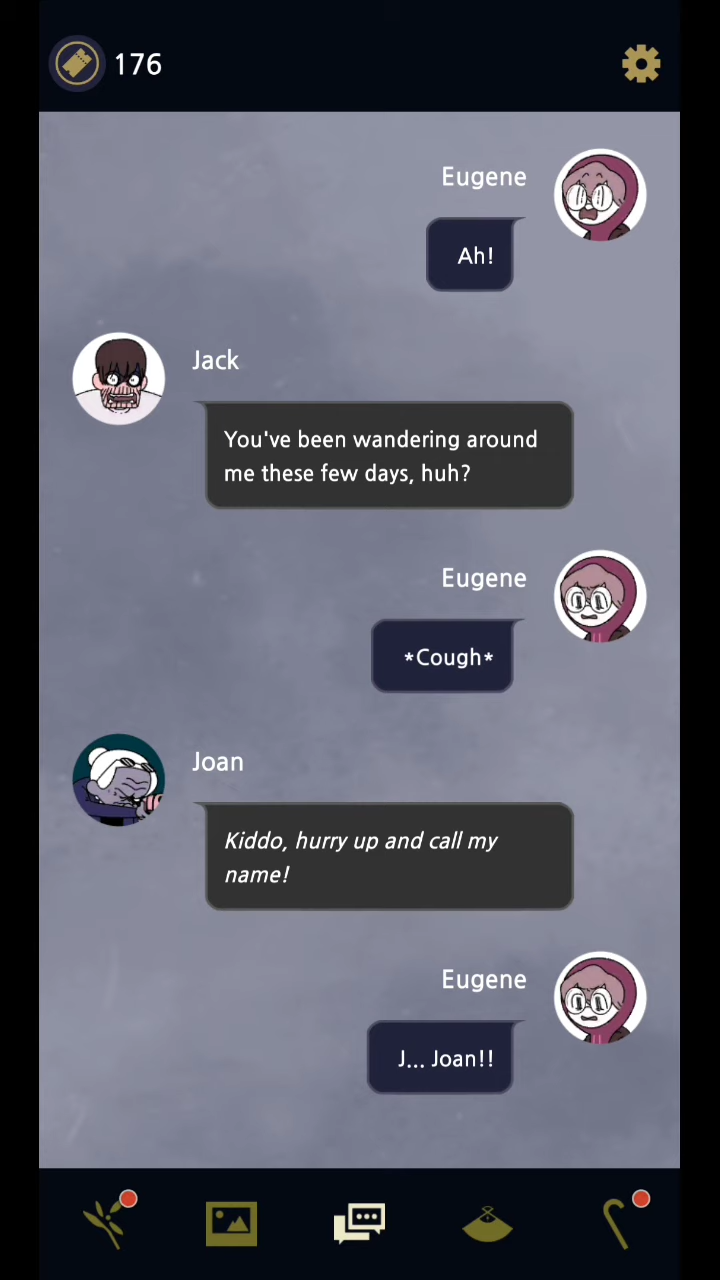 176
Eugene
Ah!
Jack
You've been wandering around
me these few days, huh?
Eugene
*Cough*
Joan
Kiddo, hurry up and call my
name!
Eugene
J... Joan!!